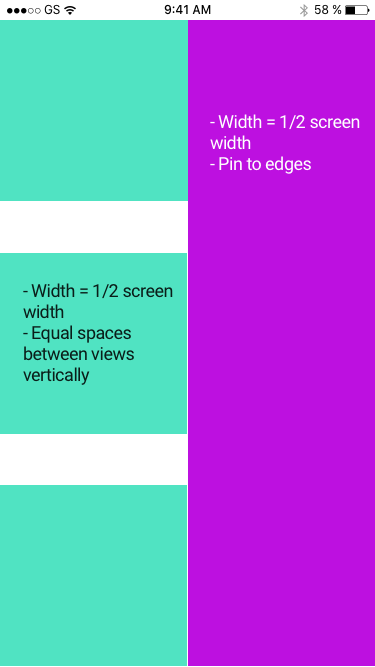 GS 9:41 AM 58 %
- Width = 1/2 screen
width
- Pin to edges
- Width = 1/2 screen
width
- Equal spaces
between views
vertically